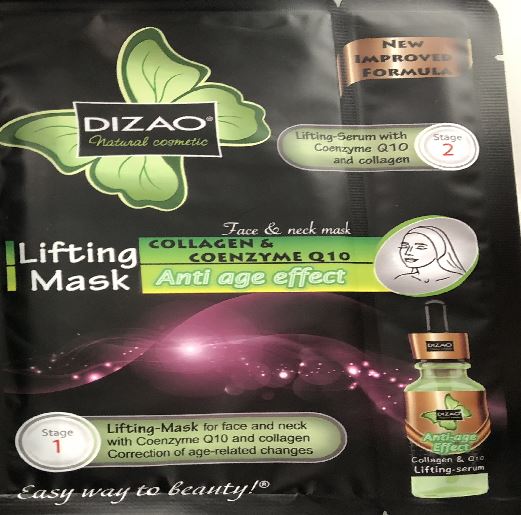 NEW
IMPROVED
FORMULA
DIZAO®
Natural cosmetic
Lifting-Serum with
Coenzyme Q10
and collagen
Stage
2
Face & neck mask
Lifting
Mask
COLLAGEN &
COENZYME Q10
Anti age effect
DIZAO
DIZAO
Anti-age
Effect
Collagen & Q10
Lifting-serum
Stage
1
Lifting-Mask for face and neck
with Coenzyme Q10 and collagen
Correction of age-related changes
Easy way to beauty!®